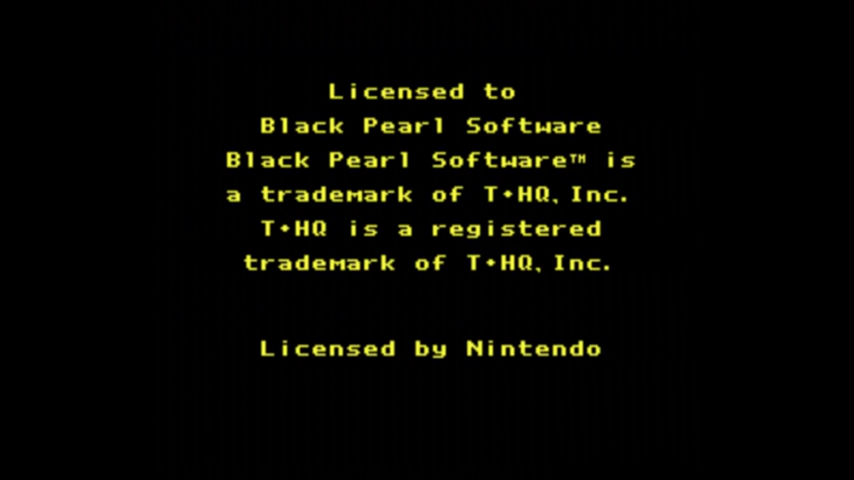 Licensed to
Black Pearl Software
Black Pearl Software™ is
a trademark of T•HQ, Inc.
T•HQ is a registered
trademark of T•HQ, Inc.
Licensed by Nintendo